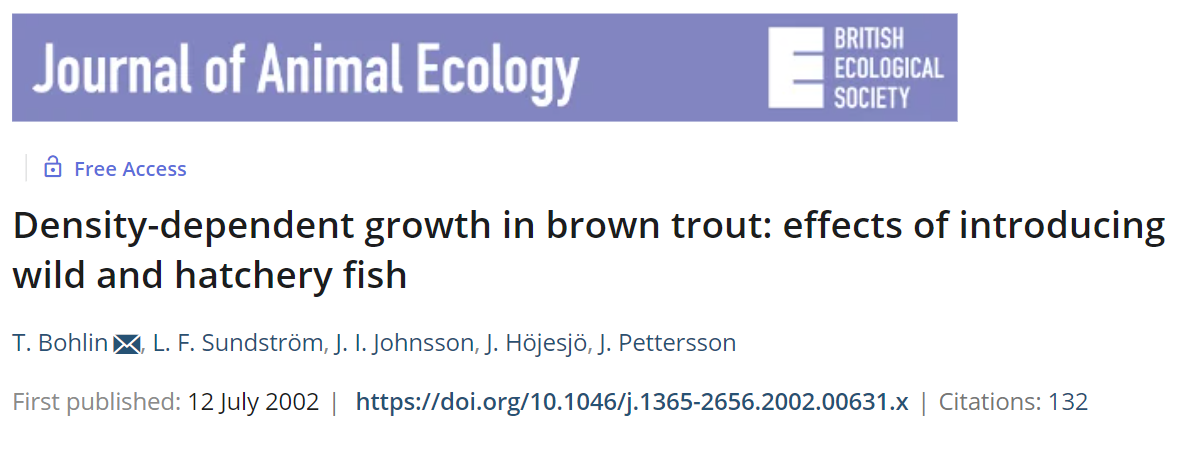 Journal of Animal Ecology
BRITISH
ECOLOGICAL
SOCIETY
Free Access
Density-dependent growth in brown trout: effects of introducing
wild and hatchery fish
T. Bohlin, L. F. Sundström, J. I. Johnsson, J. Höjesjö, J. Pettersson
First published: 12 July 2002 | https://doi.org/10.1046/j.1365-2656.2002.00631.x | Citations: 132